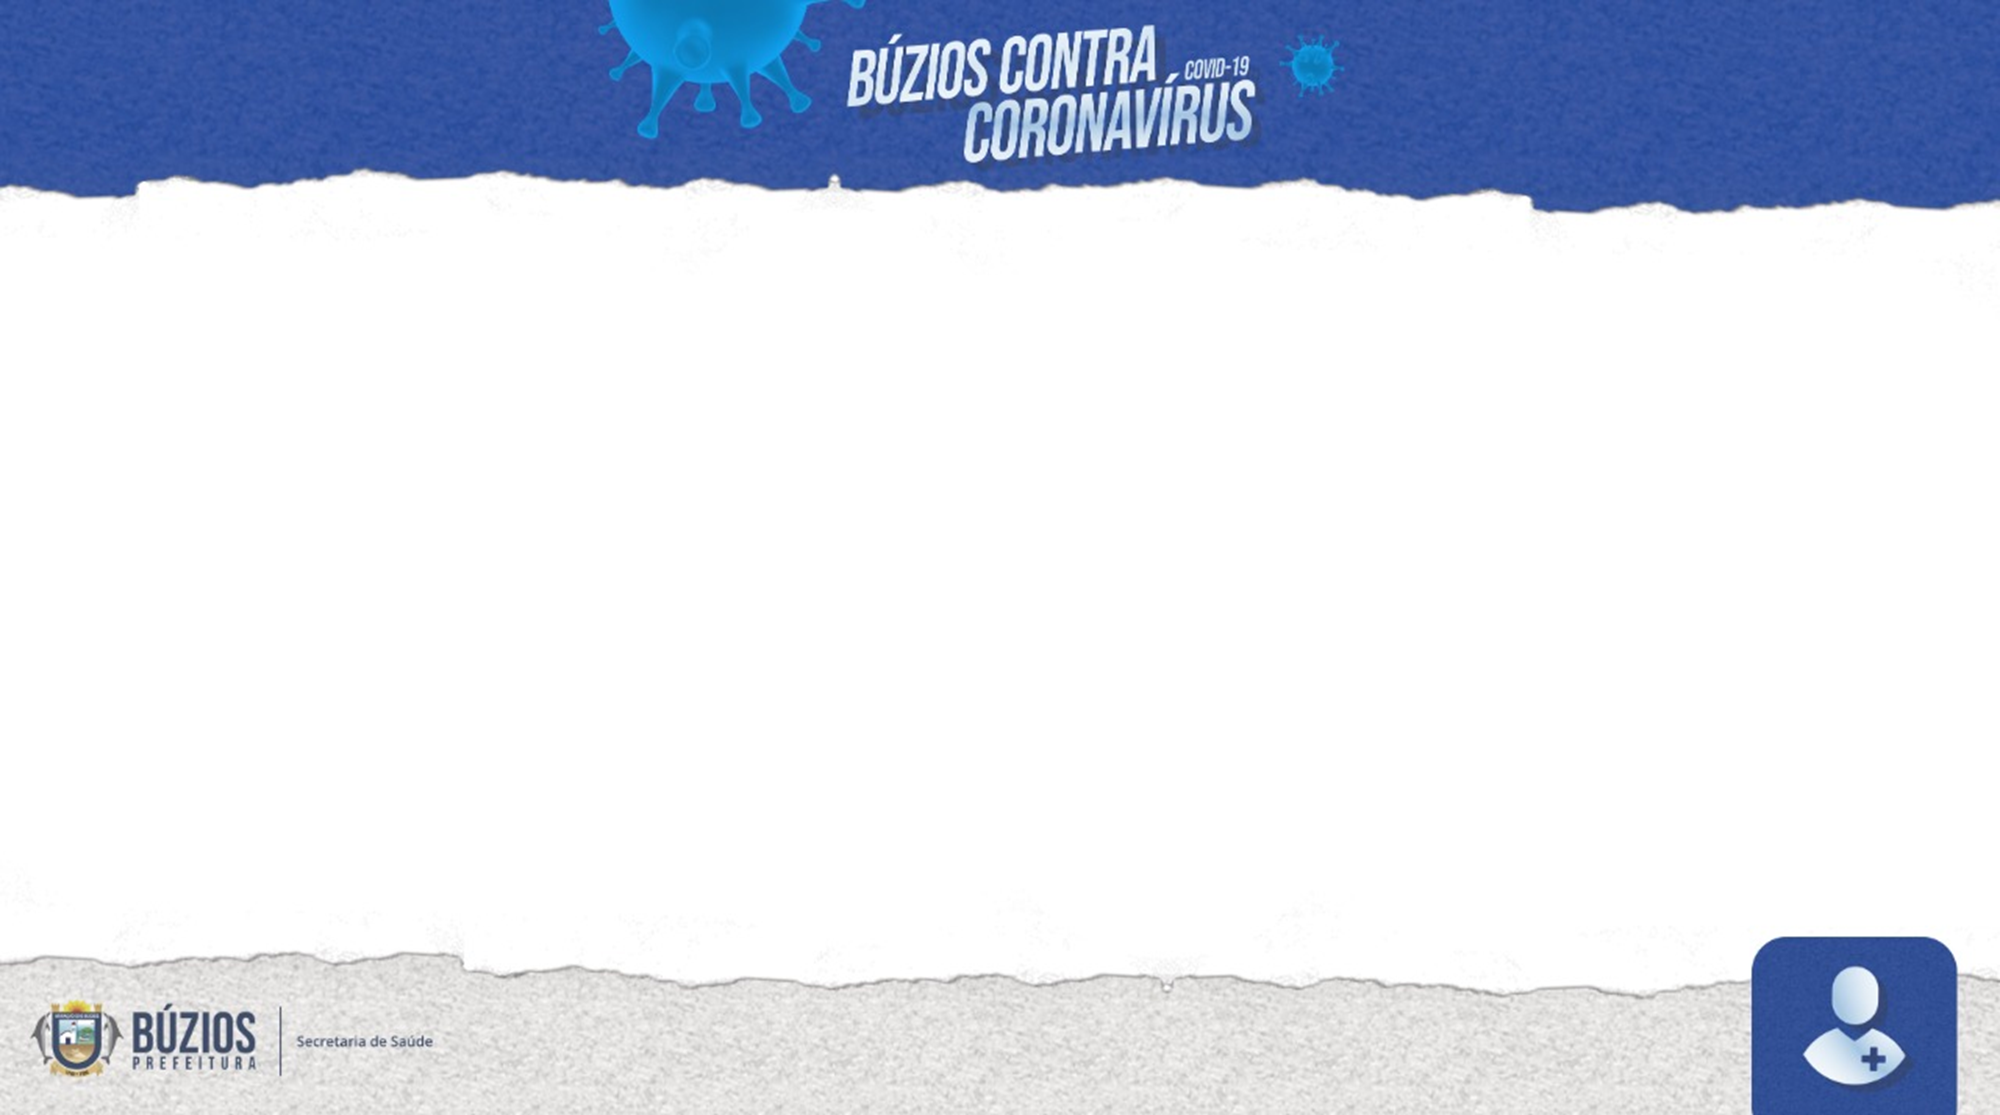 BÚZIOS CONTRA
COVID-19
CORONAVÍRUS
BÚZIOS
PREFEITURA
Secretaria de Saúde